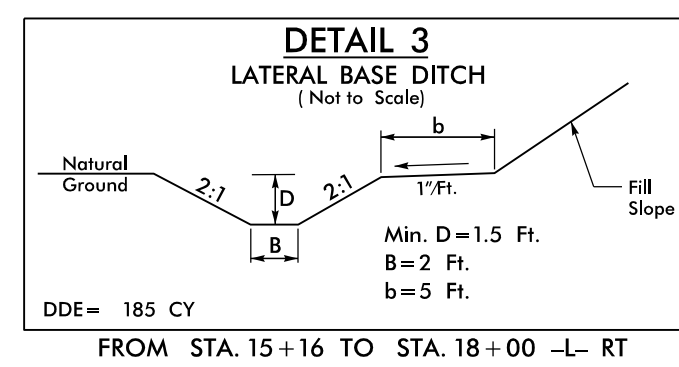 DETAIL 3
LATERAL BASE DITCH
( Not to Scale)
b
Natural
Ground
2:1
D
2:1
1"/Ft.
Fill
Slope
B
Min. D=1.5 Ft.
B=2 Ft.
b=5 Ft.
DDE= 185 CY
FROM STA. 15+16 TO STA. 18+00 -L- RT